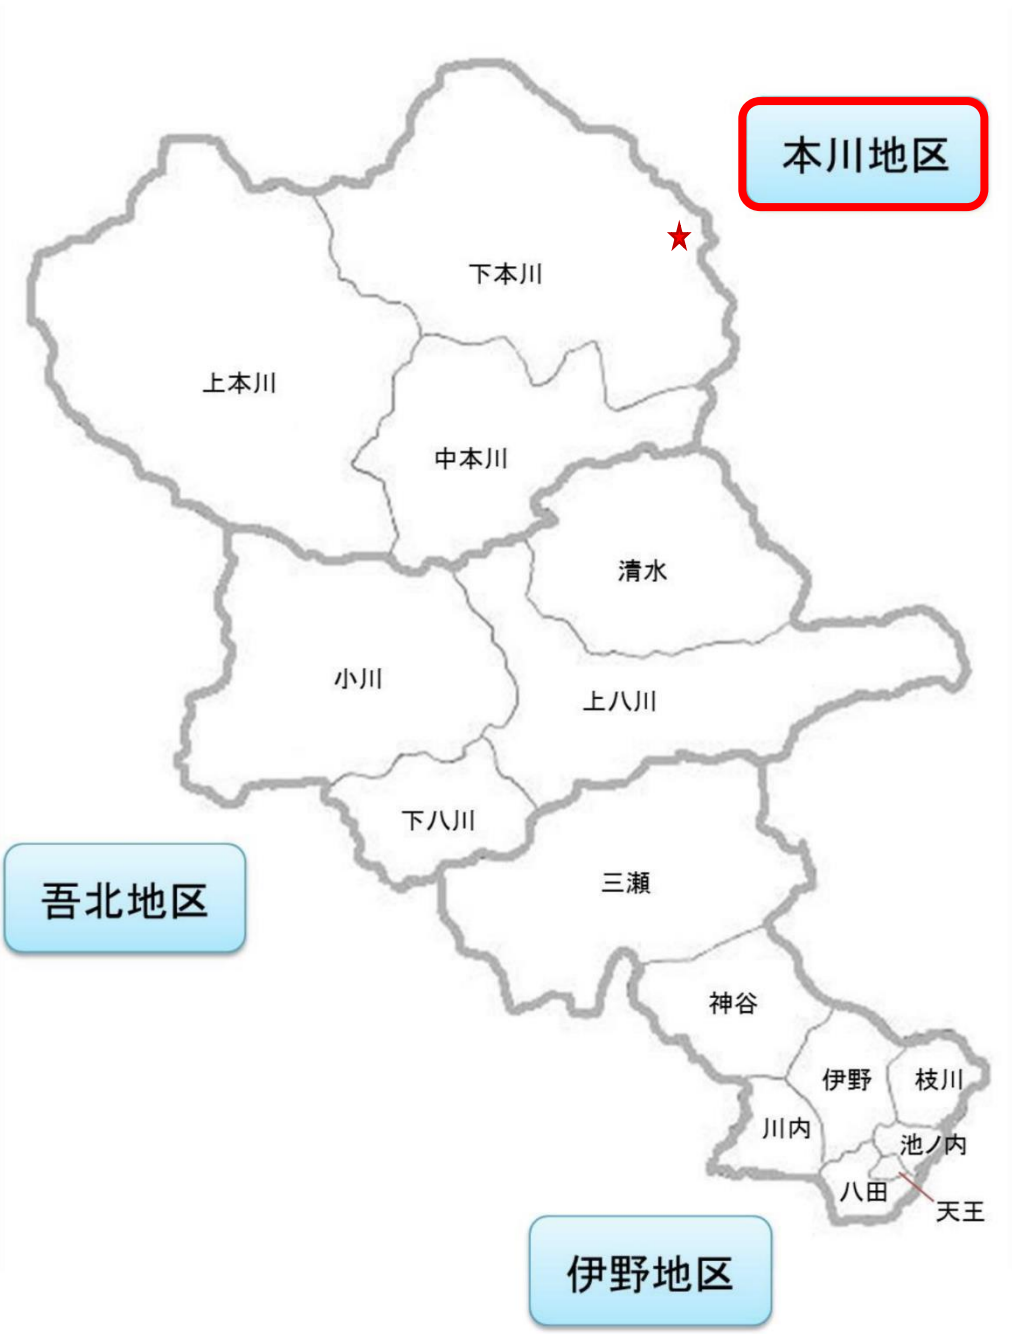 本川地区
下本川
上本川
中本川
清水
小川
上八川
下八川
三瀬
吾北地区
神谷
伊野
枝川
川内
池ノ内
八田
天王
伊野地区